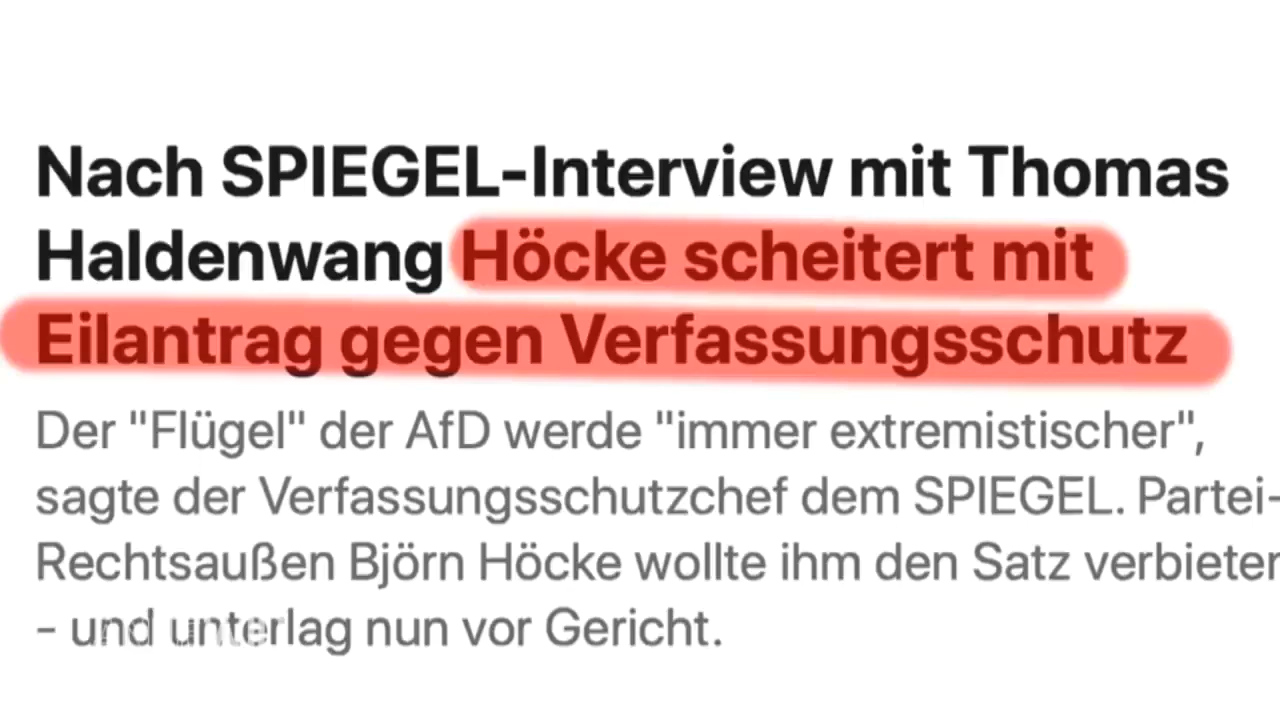 Nach SPIEGEL-Interview mit Thomas
Haldenwang Höcke scheitert mit
Eilantrag gegen Verfassungsschutz
Der "Flügel" der AfD werde "immer extremistischer",
sagte der Verfassungsschutzchef dem SPIEGEL. Partei-
Rechtsaußen Björn Höcke wollte ihm den Satz verbieten
– und unterlag nun vor Gericht.